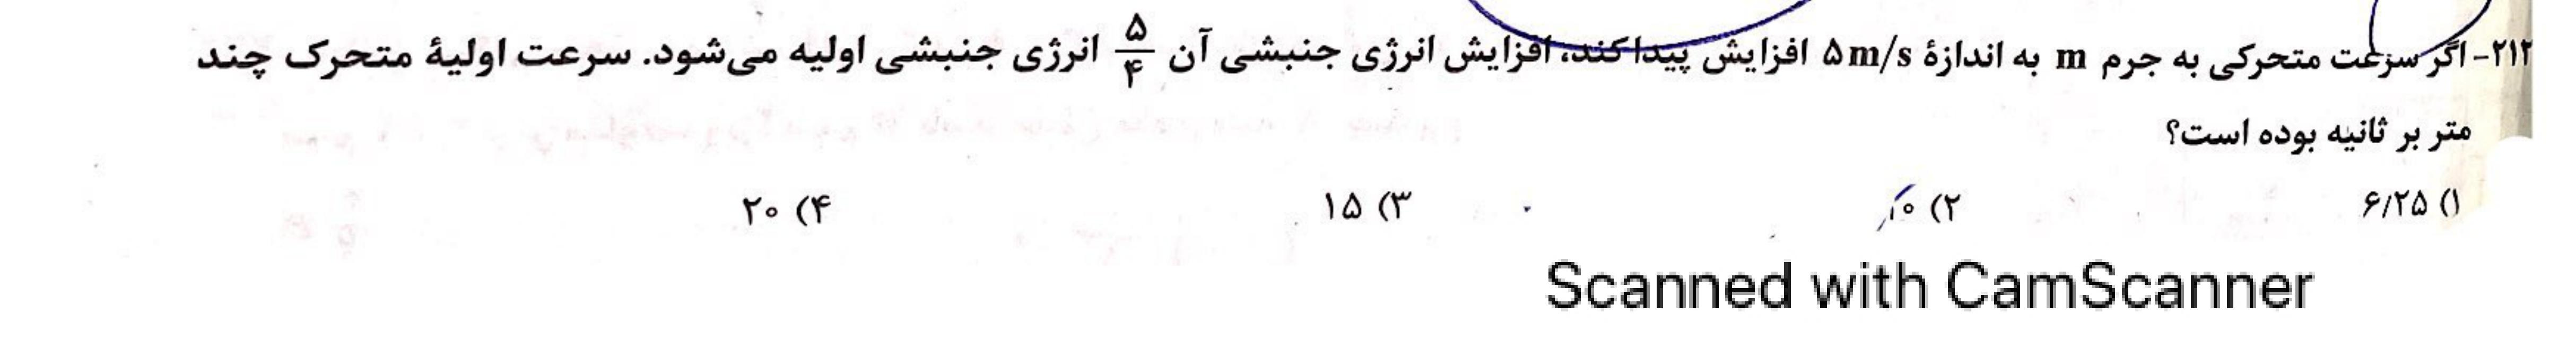 ۲۱۲- اگر سرعت متحرکی به جرم m به اندازهٔ ۵m/s افزایش پیدا کند، افزایش انرژی جنبشی آن ۵/۴ انرژی جنبشی اولیه می‌شود. سرعت اولیهٔ متحرک چند
متر بر ثانیه بوده است؟
۱) ۶/۲۵ ۲) ۱۰ ۳) ۱۵ ۴) ۲۰
Scanned with CamScanner